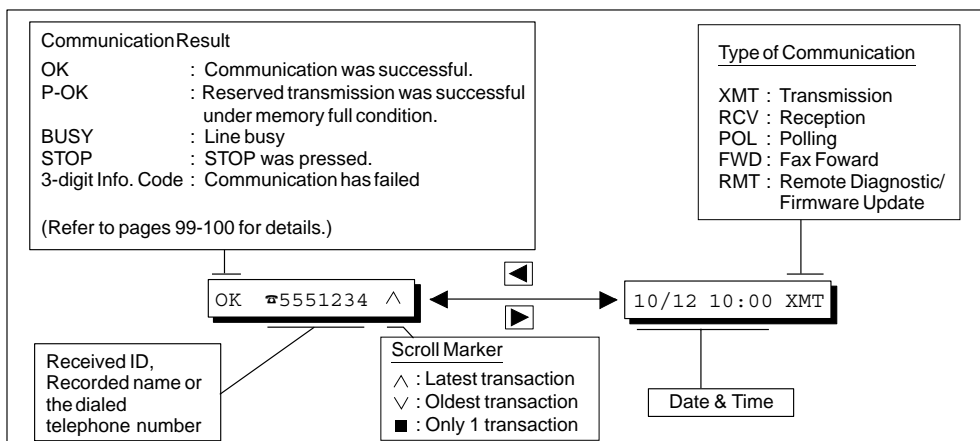 Communication Result
OK : Communication was successful.
P-OK : Reserved transmission was successful
under memory full condition.
BUSY : Line busy
STOP : STOP was pressed.
3-digit Info. Code : Communication has failed
(Refer to pages 99-100 for details.)
Type of Communication
XMT : Transmission
RCV : Reception
POL : Polling
FWD : Fax Foward
RMT : Remote Diagnostic/
Firmware Update
OK ☎5551234 ∧
10/12 10:00 XMT
Received ID,
Recorded name or
the dialed
telephone number
Scroll Marker
∧ : Latest transaction
∨ : Oldest transaction
■ : Only 1 transaction
Date & Time